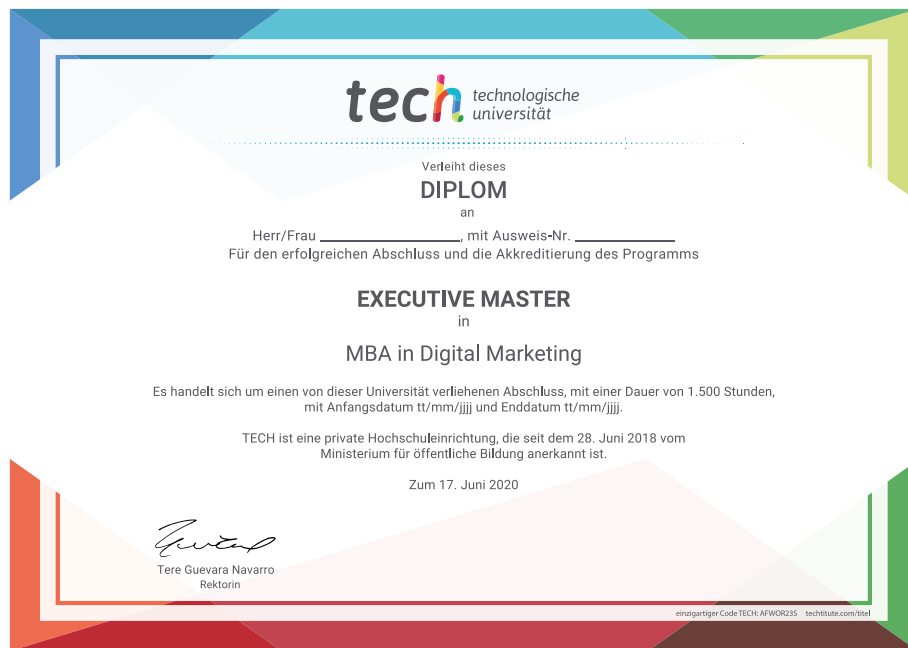 tech technologische
universität
Verleiht dieses
DIPLOM
an
Herr/Frau ____________________, mit Ausweis-Nr. ______________
Für den erfolgreichen Abschluss und die Akkreditierung des Programms
EXECUTIVE MASTER
in
MBA in Digital Marketing
Es handelt sich um einen von dieser Universität verliehenen Abschluss, mit einer Dauer von 1.500 Stunden,
mit Anfangsdatum tt/mm/jjjj und Enddatum tt/mm/jjjj.
TECH ist eine private Hochschuleinrichtung, die seit dem 28. Juni 2018 vom
Ministerium für öffentliche Bildung anerkannt ist.
Zum 17. Juni 2020
Tere Guevara Navarro
Rektorin
einzigartiger Code TECH: AFWOR23S techtitute.com/titel